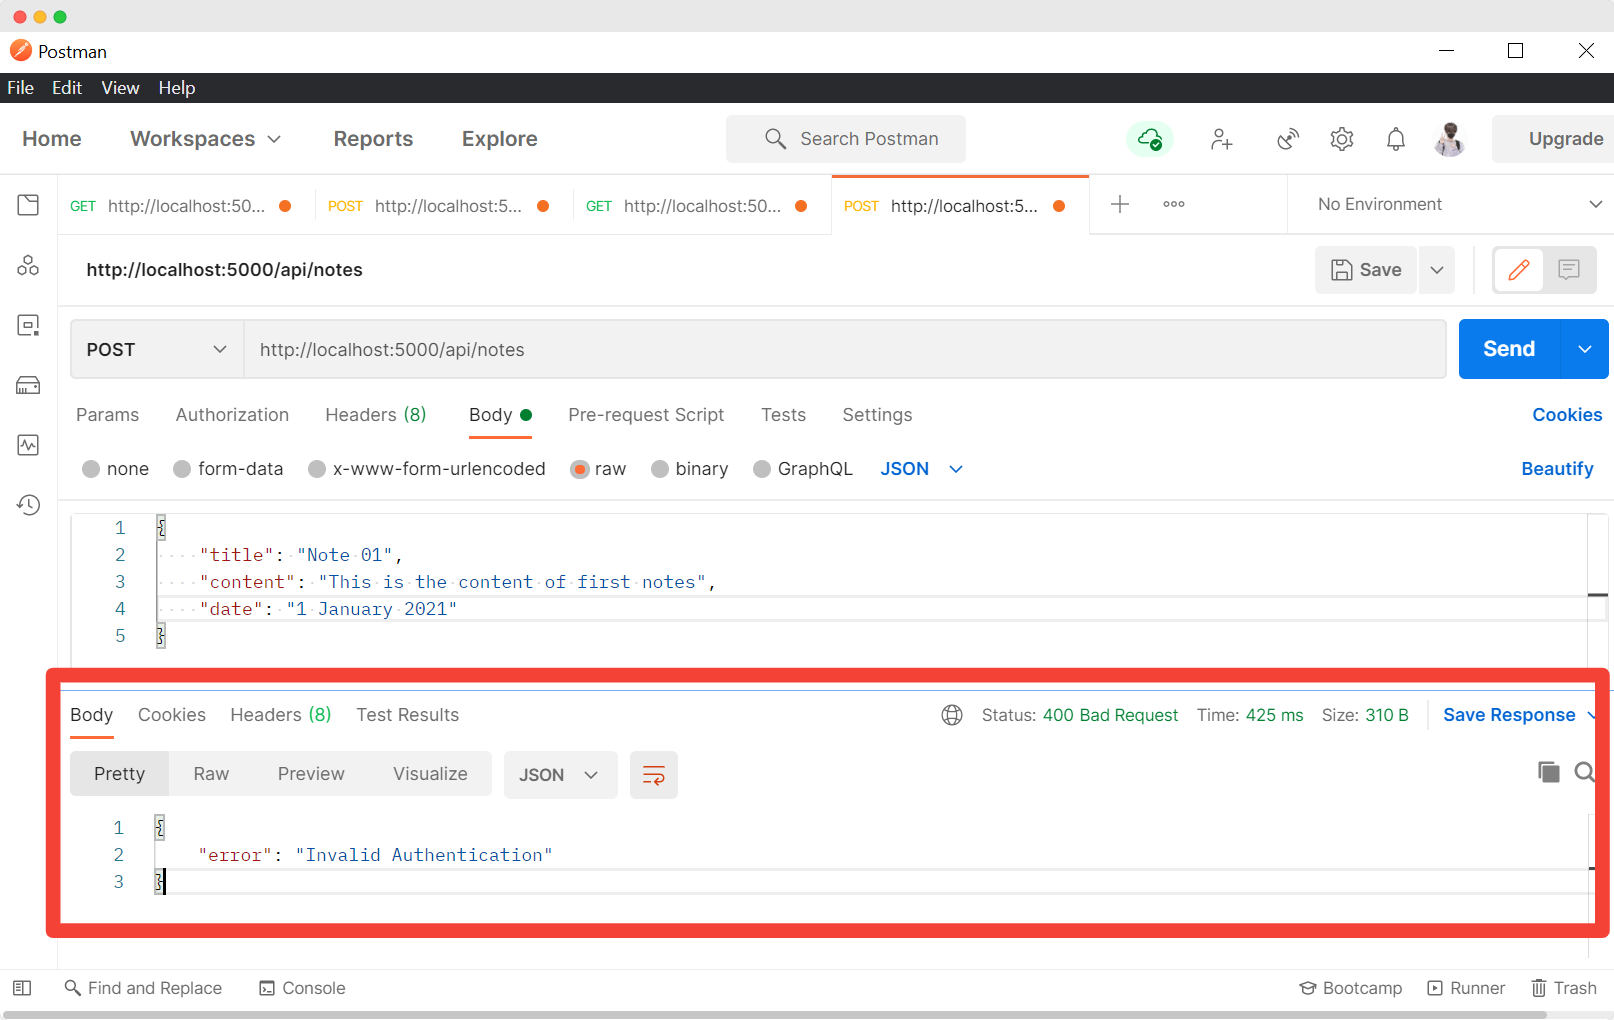 Postman
File Edit View Help
Home Workspaces Reports Explore Search Postman Upgrade
GET http://localhost:50... POST http://localhost:5... GET http://localhost:50... POST http://localhost:5... No Environment
http://localhost:5000/api/notes Save
POST http://localhost:5000/api/notes Send
Params Authorization Headers (8) Body Pre-request Script Tests Settings Cookies
none form-data x-www-form-urlencoded raw binary GraphQL JSON Beautify
1 {
2 "title": "Note 01",
3 "content": "This is the content of first notes",
4 "date": "1 January 2021"
5 }
Body Cookies Headers (8) Test Results Status: 400 Bad Request Time: 425 ms Size: 310 B Save Response
Pretty Raw Preview Visualize JSON
1 {
2 "error": "Invalid Authentication"
3 }
Find and Replace Console Bootcamp Runner Trash